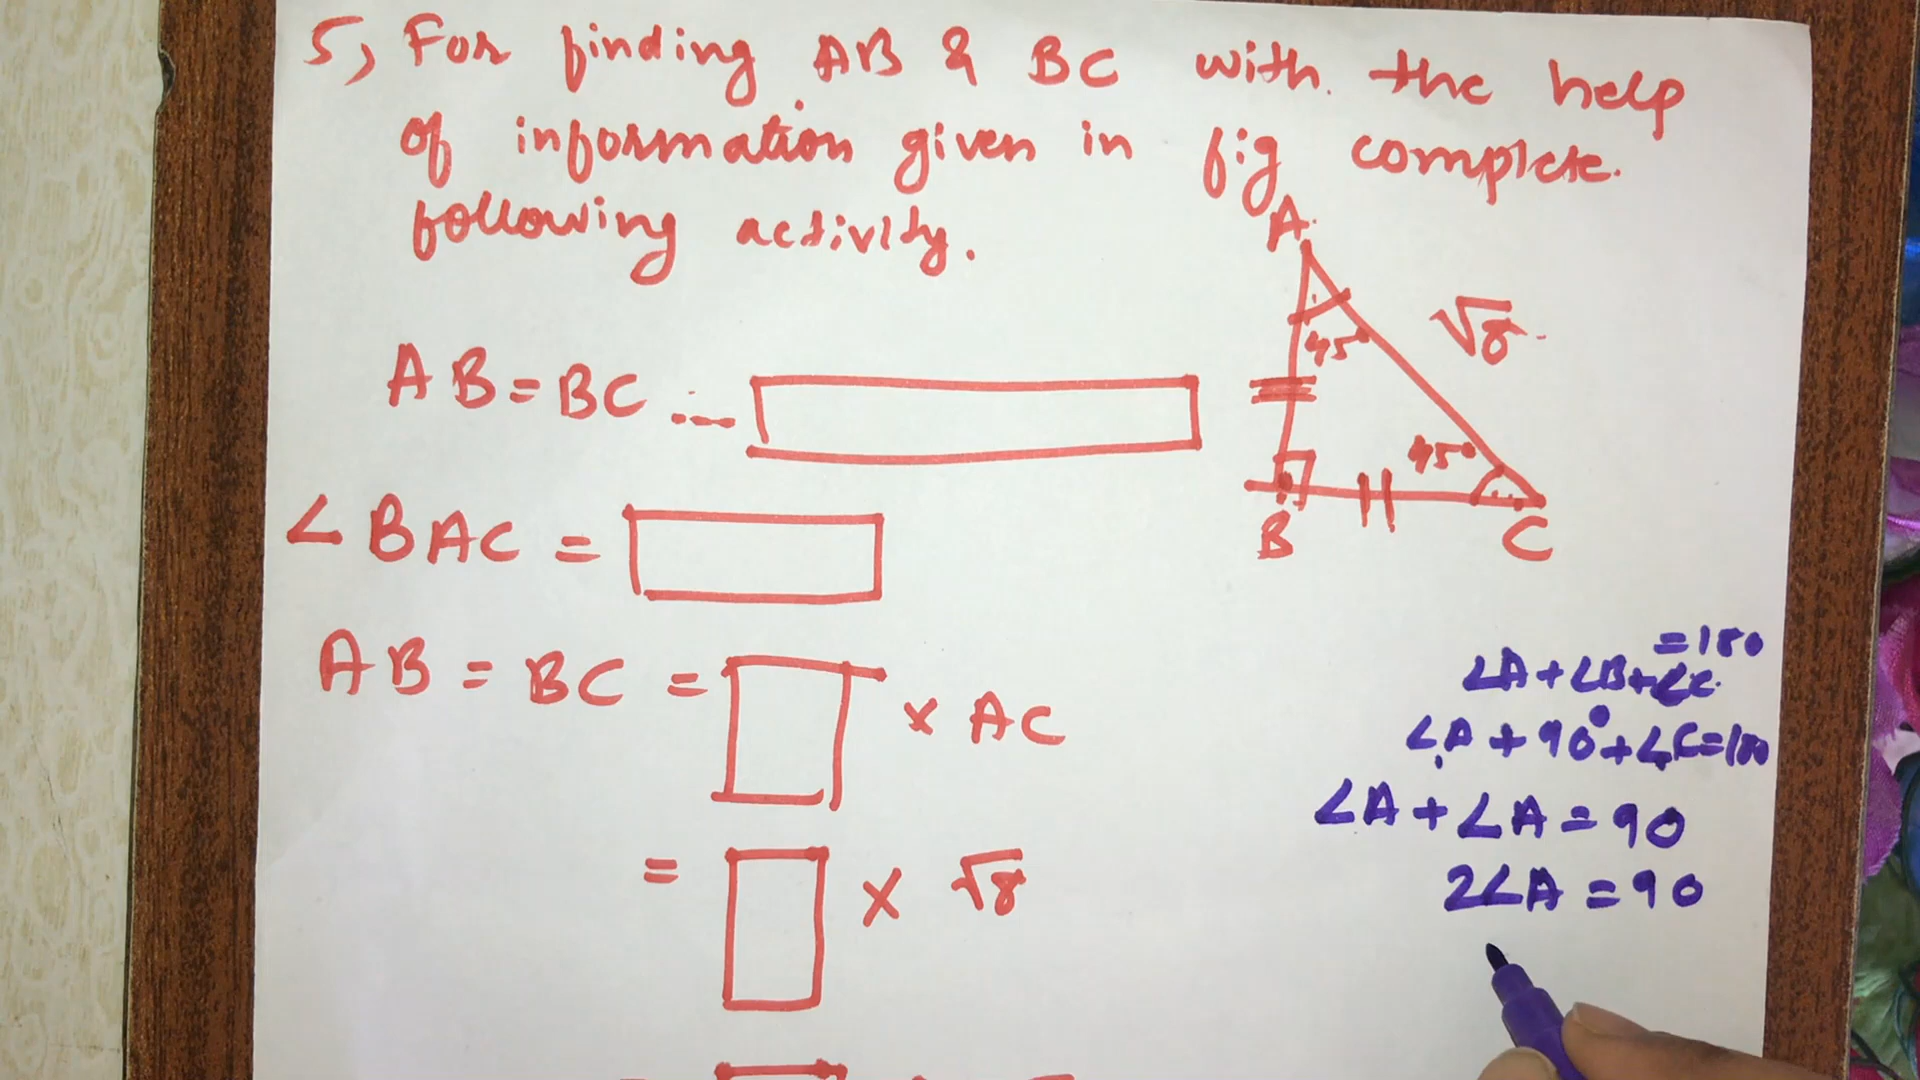 5, For finding AB & BC with the help
of information given in fig complete.
following activity.
A
√8
45°
45°
B
C
AB = BC ---
∠BAC =
AB = BC = × AC
= × √8
=180
∠A+∠B+∠C
∠A + 90°+∠C=180
∠A + ∠A = 90
2∠A = 90